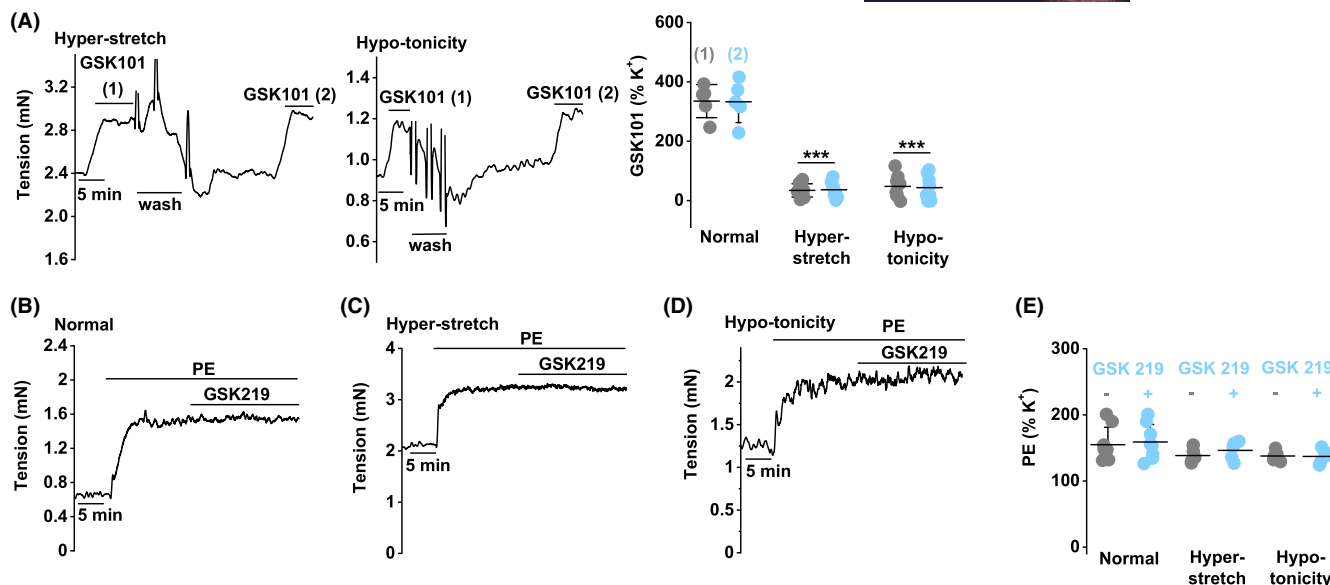 (A)
Hyper-stretch
GSK101
(1)
GSK101 (2)
Tension (mN)
3.2
2.8
2.4
2.0
1.6
5 min
wash
Hypo-tonicity
GSK101 (1)
GSK101 (2)
1.4
1.2
1.0
0.8
0.6
5 min
wash
GSK101 (% K⁺)
600
400
200
0
(1) (2)
***
***
Normal
Hyper-
stretch
Hypo-
tonicity
(B)
Normal
PE
GSK219
Tension (mN)
2.4
2
1.6
1.2
0.8
0.4
0
5 min
(C)
Hyper-stretch
PE
GSK219
Tension (mN)
4
3
2
1
0
5 min
(D)
Hypo-tonicity
PE
GSK219
Tension (mN)
2
1.5
1
0.5
0
5 min
(E)
PE (% K⁺)
300
200
100
0
GSK 219 GSK 219 GSK 219
- + - + - +
Normal
Hyper-
stretch
Hypo-
tonicity